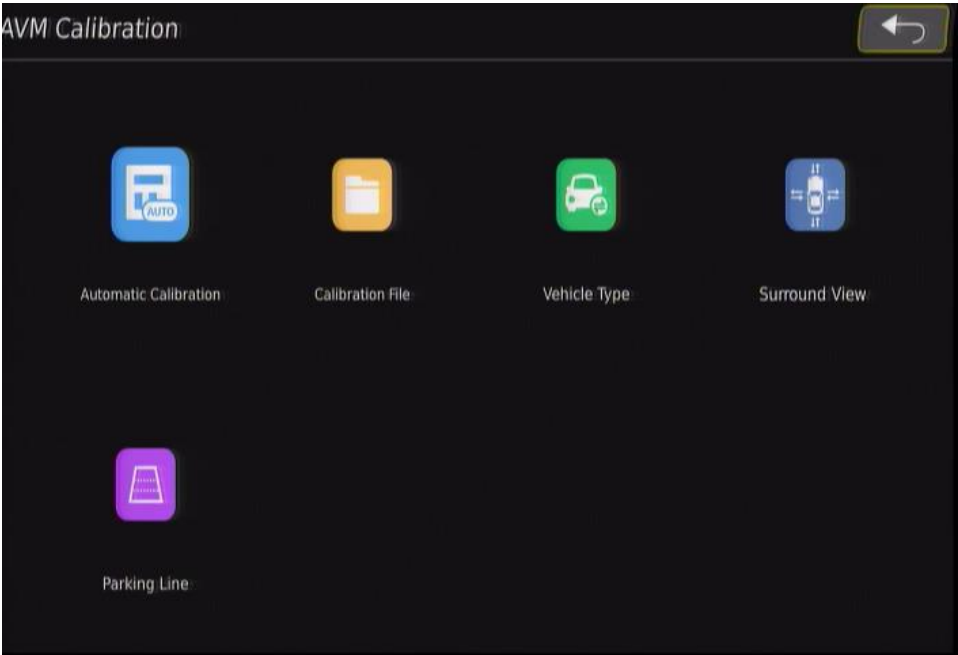 AVM Calibration
AUTO
Automatic Calibration
Calibration File
Vehicle Type
Surround View
Parking Line